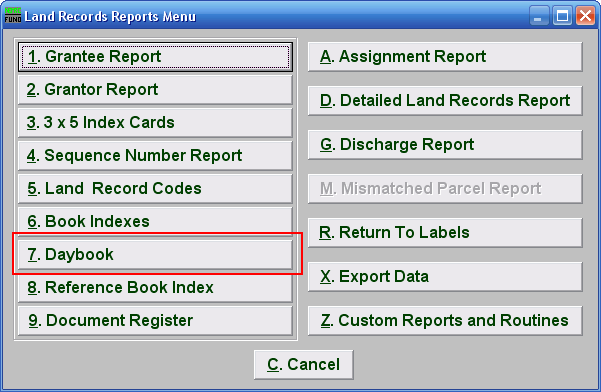 Land Records Reports Menu
1. Grantee Report
2. Grantor Report
3. 3 x 5 Index Cards
4. Sequence Number Report
5. Land Record Codes
6. Book Indexes
7. Daybook
8. Reference Book Index
9. Document Register
A. Assignment Report
D. Detailed Land Records Report
G. Discharge Report
M. Mismatched Parcel Report
R. Return To Labels
X. Export Data
Z. Custom Reports and Routines
C. Cancel